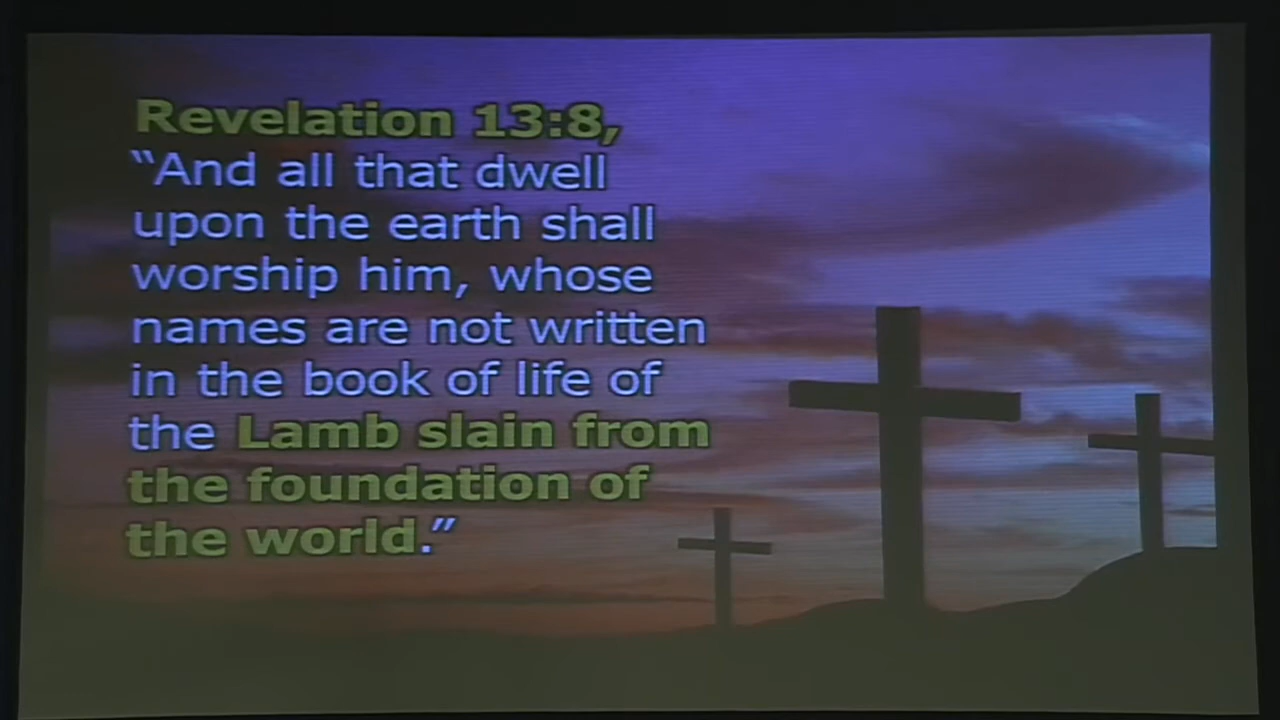 Revelation 13:8,
“And all that dwell
upon the earth shall
worship him, whose
names are not written
in the book of life of
the Lamb slain from
the foundation of
the world.”